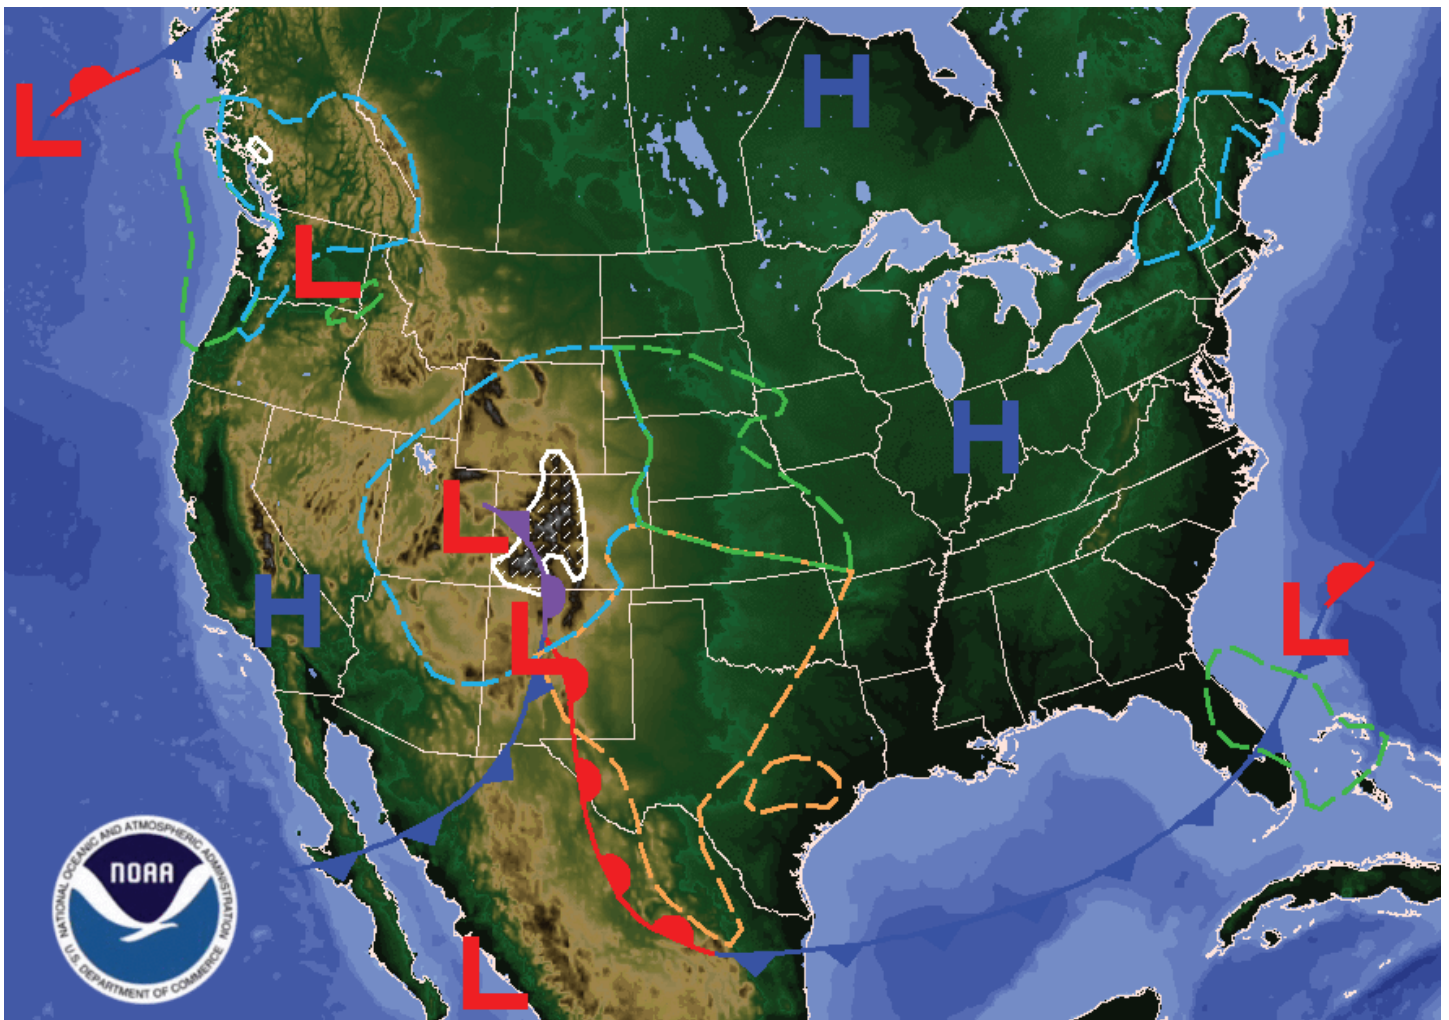 L
H
L
H
L
H
L
L
L
NATIONAL OCEANIC AND ATMOSPHERIC ADMINISTRATION
NOAA
U.S. DEPARTMENT OF COMMERCE